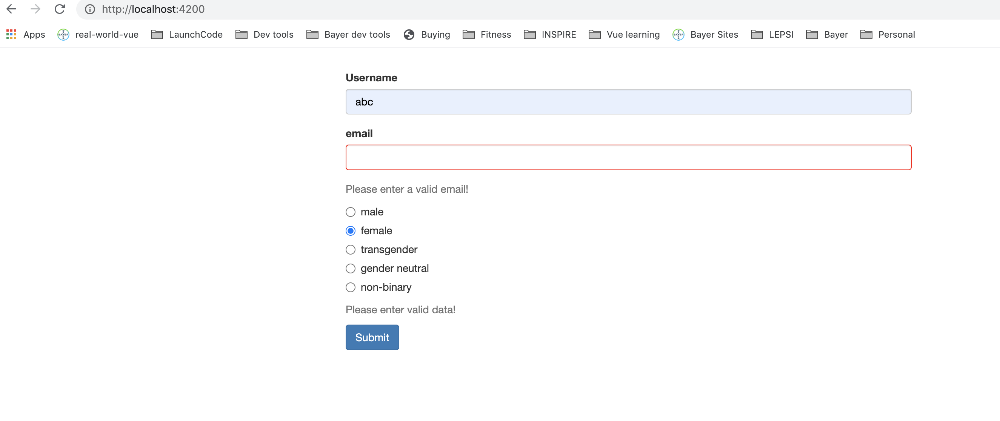 http://localhost:4200
Apps real-world-vue LaunchCode Dev tools Bayer dev tools Buying Fitness INSPIRE Vue learning Bayer Sites LEPSI Bayer Personal
Username
abc
email
Please enter a valid email!
male
female
transgender
gender neutral
non-binary
Please enter valid data!
Submit